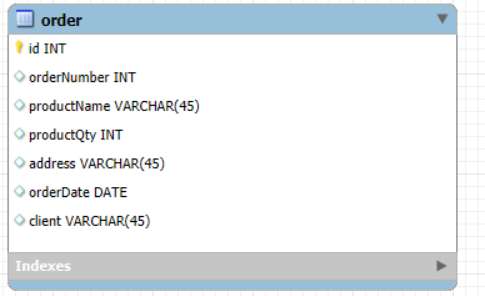 order
id INT
orderNumber INT
productName VARCHAR(45)
productQty INT
address VARCHAR(45)
orderDate DATE
client VARCHAR(45)
Indexes